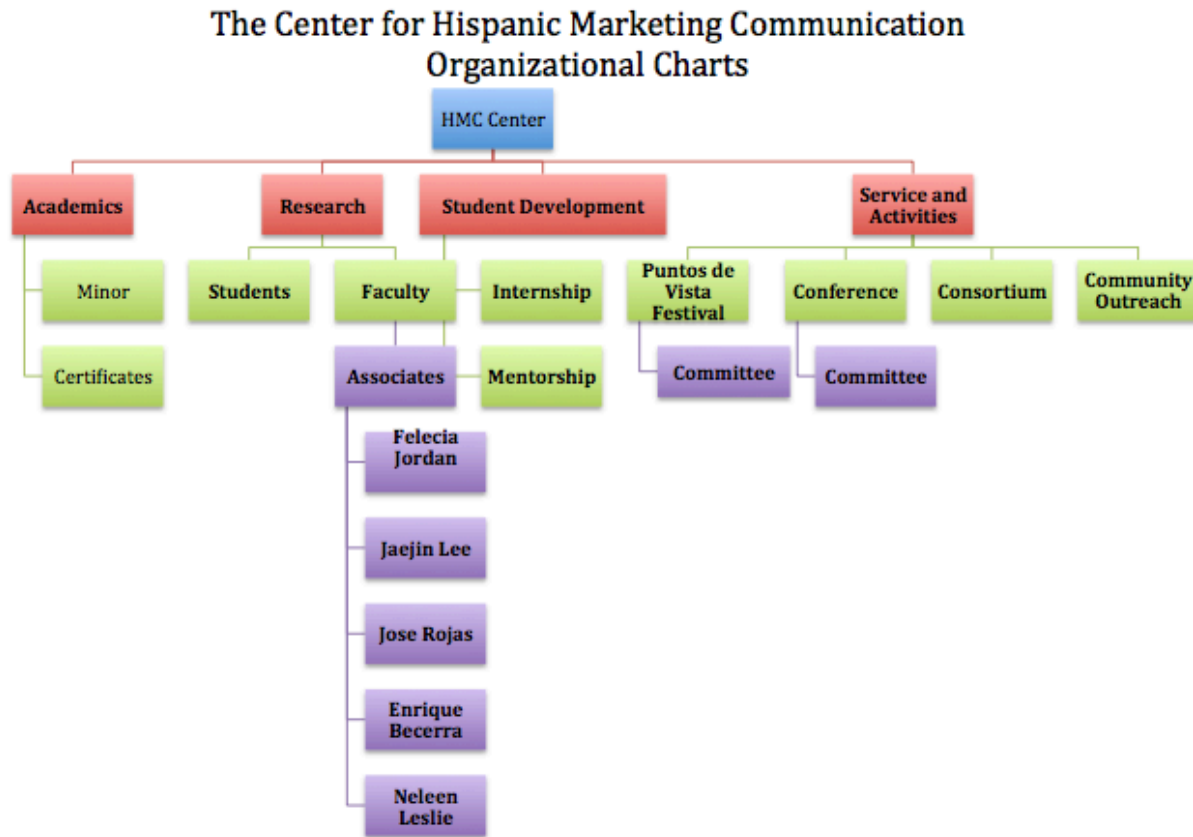 The Center for Hispanic Marketing Communication
Organizational Charts
HMC Center
Academics
Research
Student Development
Service and
Activities
Minor
Students
Faculty
Internship
Puntos de
Vista
Festival
Conference
Consortium
Community
Outreach
Certificates
Associates
Mentorship
Committee
Committee
Felecia
Jordan
Jaejin Lee
Jose Rojas
Enrique
Becerra
Neleen
Leslie